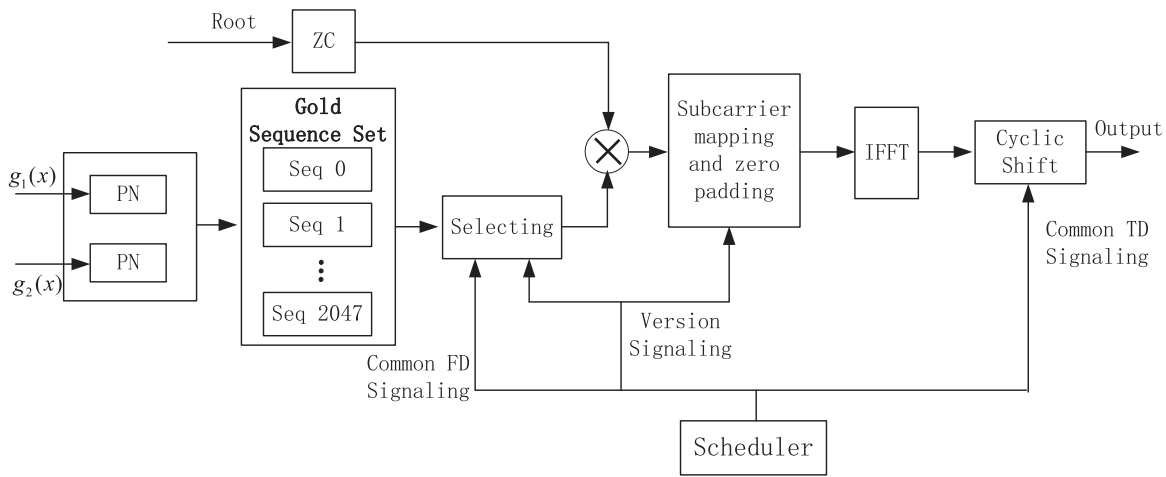 Root
ZC
Gold
Sequence Set
Seq 0
Seq 1
Seq 2047
g₁(x)
PN
g₂(x)
PN
Selecting
Subcarrier
mapping
and zero
padding
IFFT
Cyclic
Shift
Output
Common TD
Signaling
Version
Signaling
Common FD
Signaling
Scheduler